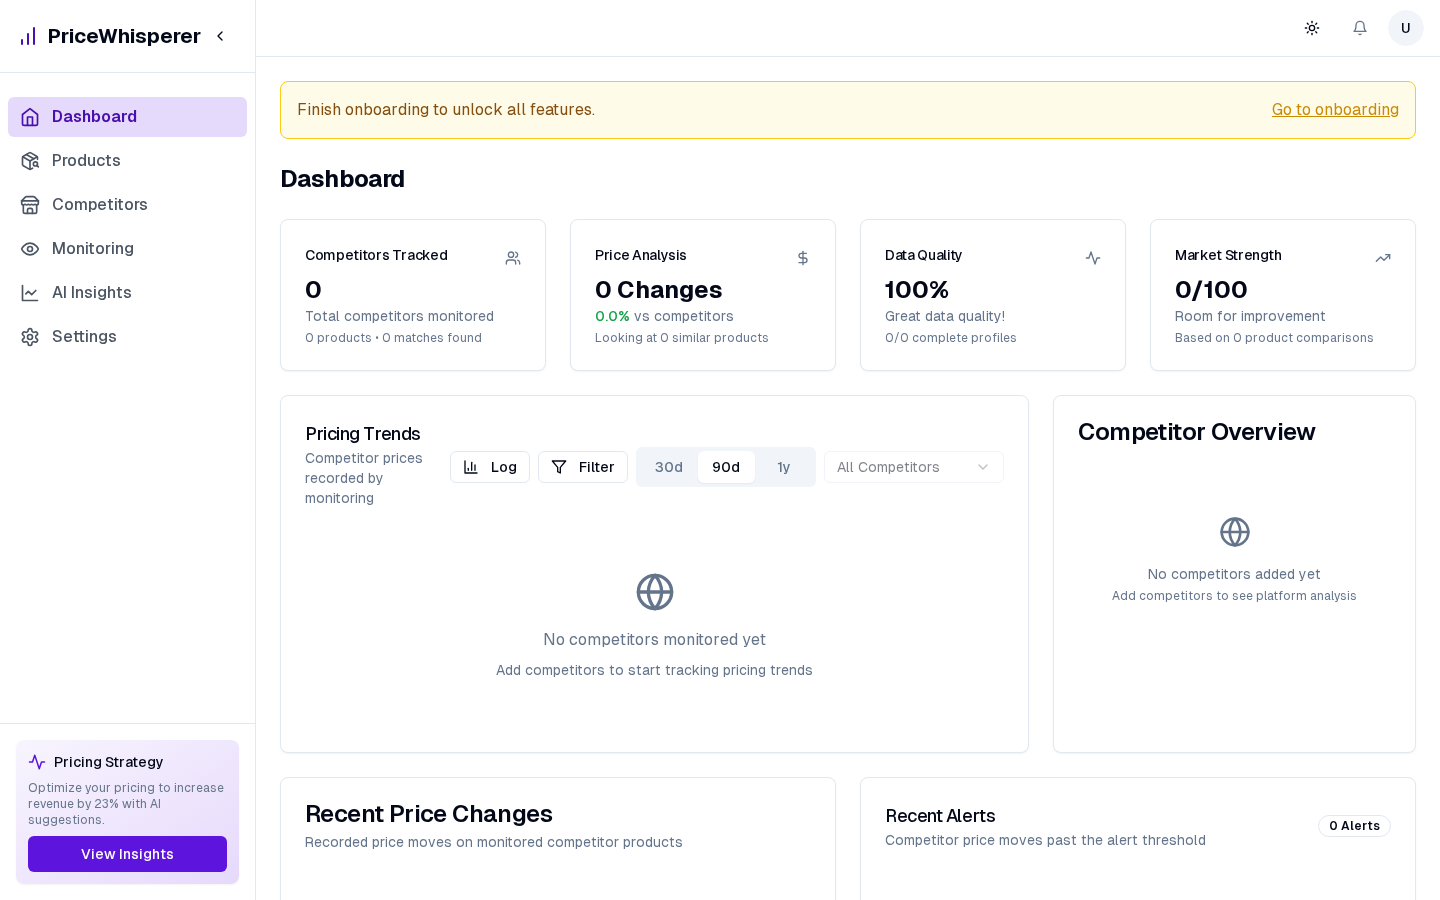 PriceWhisperer
U
Dashboard
Products
Competitors
Monitoring
AI Insights
Settings
Pricing Strategy
Optimize your pricing to increase
revenue by 23% with AI
suggestions.
View Insights
Finish onboarding to unlock all features.
Go to onboarding
Dashboard
Competitors Tracked
0
Total competitors monitored
0 products • 0 matches found
Price Analysis
0 Changes
0.0% vs competitors
Looking at 0 similar products
Data Quality
100%
Great data quality!
0/0 complete profiles
Market Strength
0/100
Room for improvement
Based on 0 product comparisons
Pricing Trends
Competitor prices
recorded by
monitoring
Log
Filter
30d
90d
1y
All Competitors
No competitors monitored yet
Add competitors to start tracking pricing trends
Competitor Overview
No competitors added yet
Add competitors to see platform analysis
Recent Price Changes
Recorded price moves on monitored competitor products
Recent Alerts
Competitor price moves past the alert threshold
0 Alerts